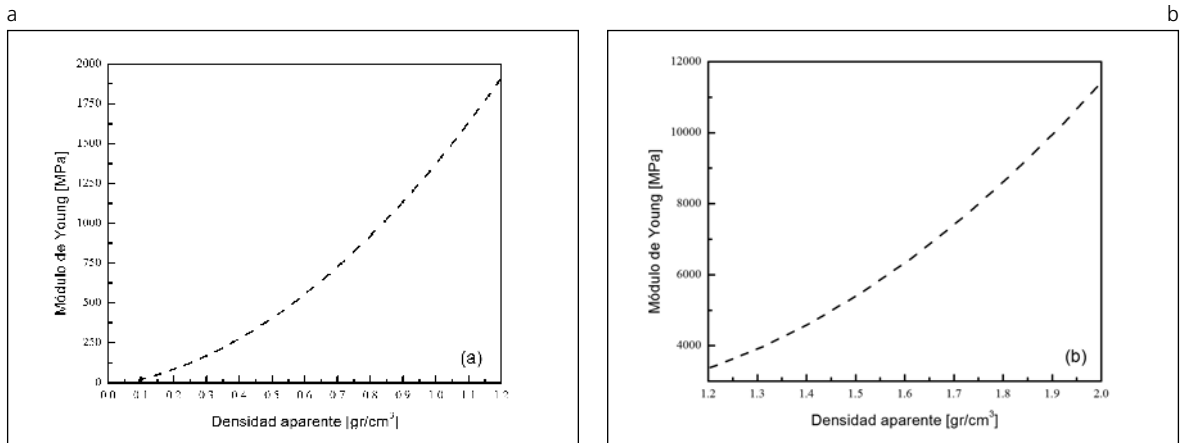 a
b
2000
1750
1500
1250
1000
750
500
250
0
0.0 0.1 0.2 0.3 0.4 0.5 0.6 0.7 0.8 0.9 1.0 1.1 1.2
Módulo de Young [MPa]
Densidad aparente [gr/cm³]
(a)
12000
10000
8000
6000
4000
1.2 1.3 1.4 1.5 1.6 1.7 1.8 1.9 2.0
Módulo de Young [MPa]
Densidad aparente [gr/cm³]
(b)